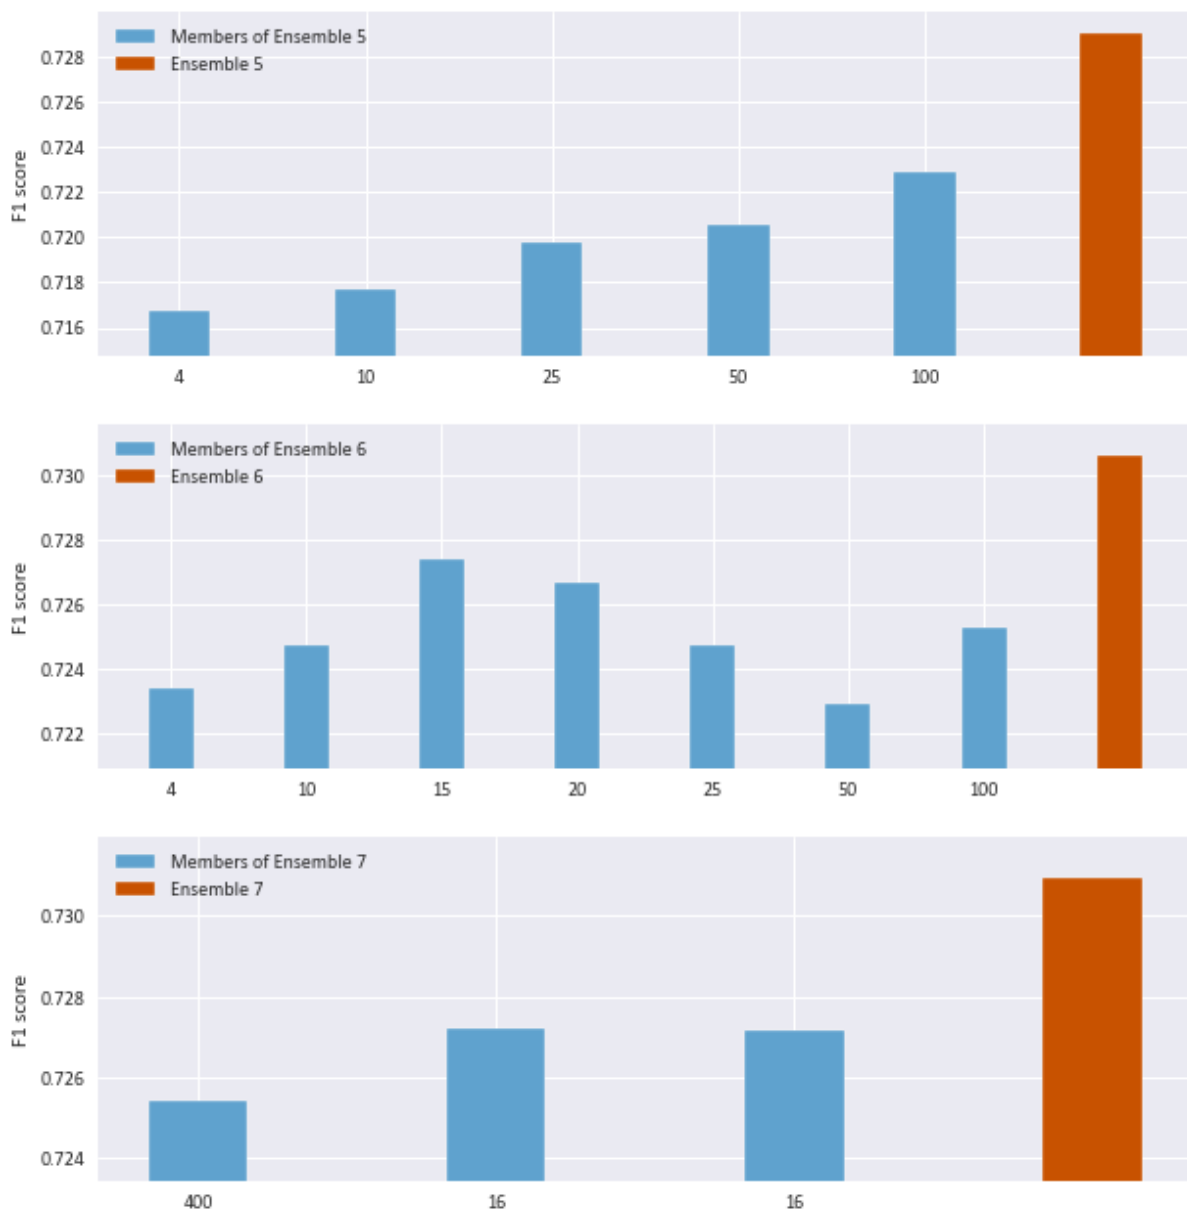 Members of Ensemble 5
Ensemble 5
F1 score
0.728
0.726
0.724
0.722
0.720
0.718
0.716
4 10 25 50 100
Members of Ensemble 6
Ensemble 6
F1 score
0.730
0.728
0.726
0.724
0.722
4 10 15 20 25 50 100
Members of Ensemble 7
Ensemble 7
F1 score
0.730
0.728
0.726
0.724
400 16 16